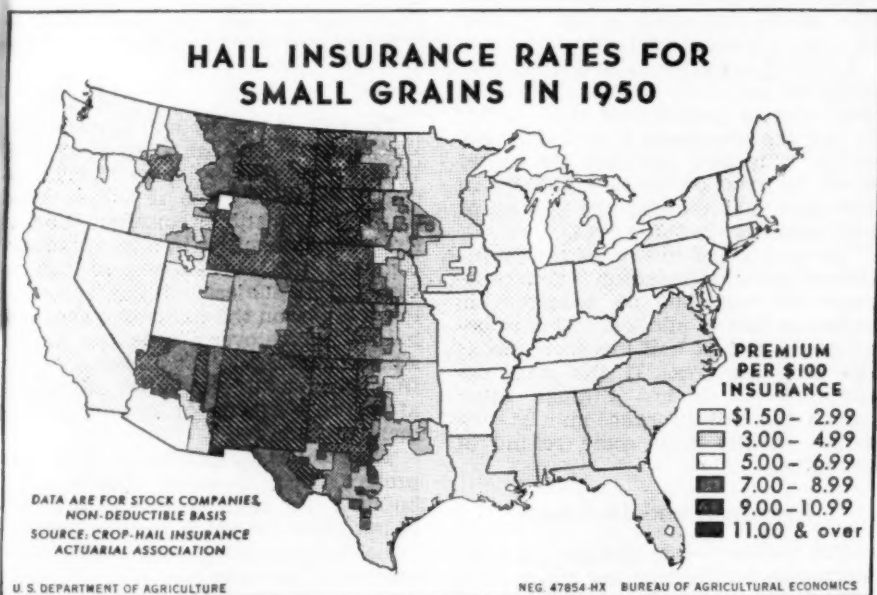 HAIL INSURANCE RATES FOR
SMALL GRAINS IN 1950
PREMIUM
PER $100
INSURANCE
$1.50 – 2.99
3.00 – 4.99
5.00 – 6.99
7.00 – 8.99
9.00 – 10.99
11.00 & over
DATA ARE FOR STOCK COMPANIES,
NON-DEDUCTIBLE BASIS
SOURCE: CROP-HAIL INSURANCE
ACTUARIAL ASSOCIATION
U. S. DEPARTMENT OF AGRICULTURE
NEG. 47854-HX BUREAU OF AGRICULTURAL ECONOMICS